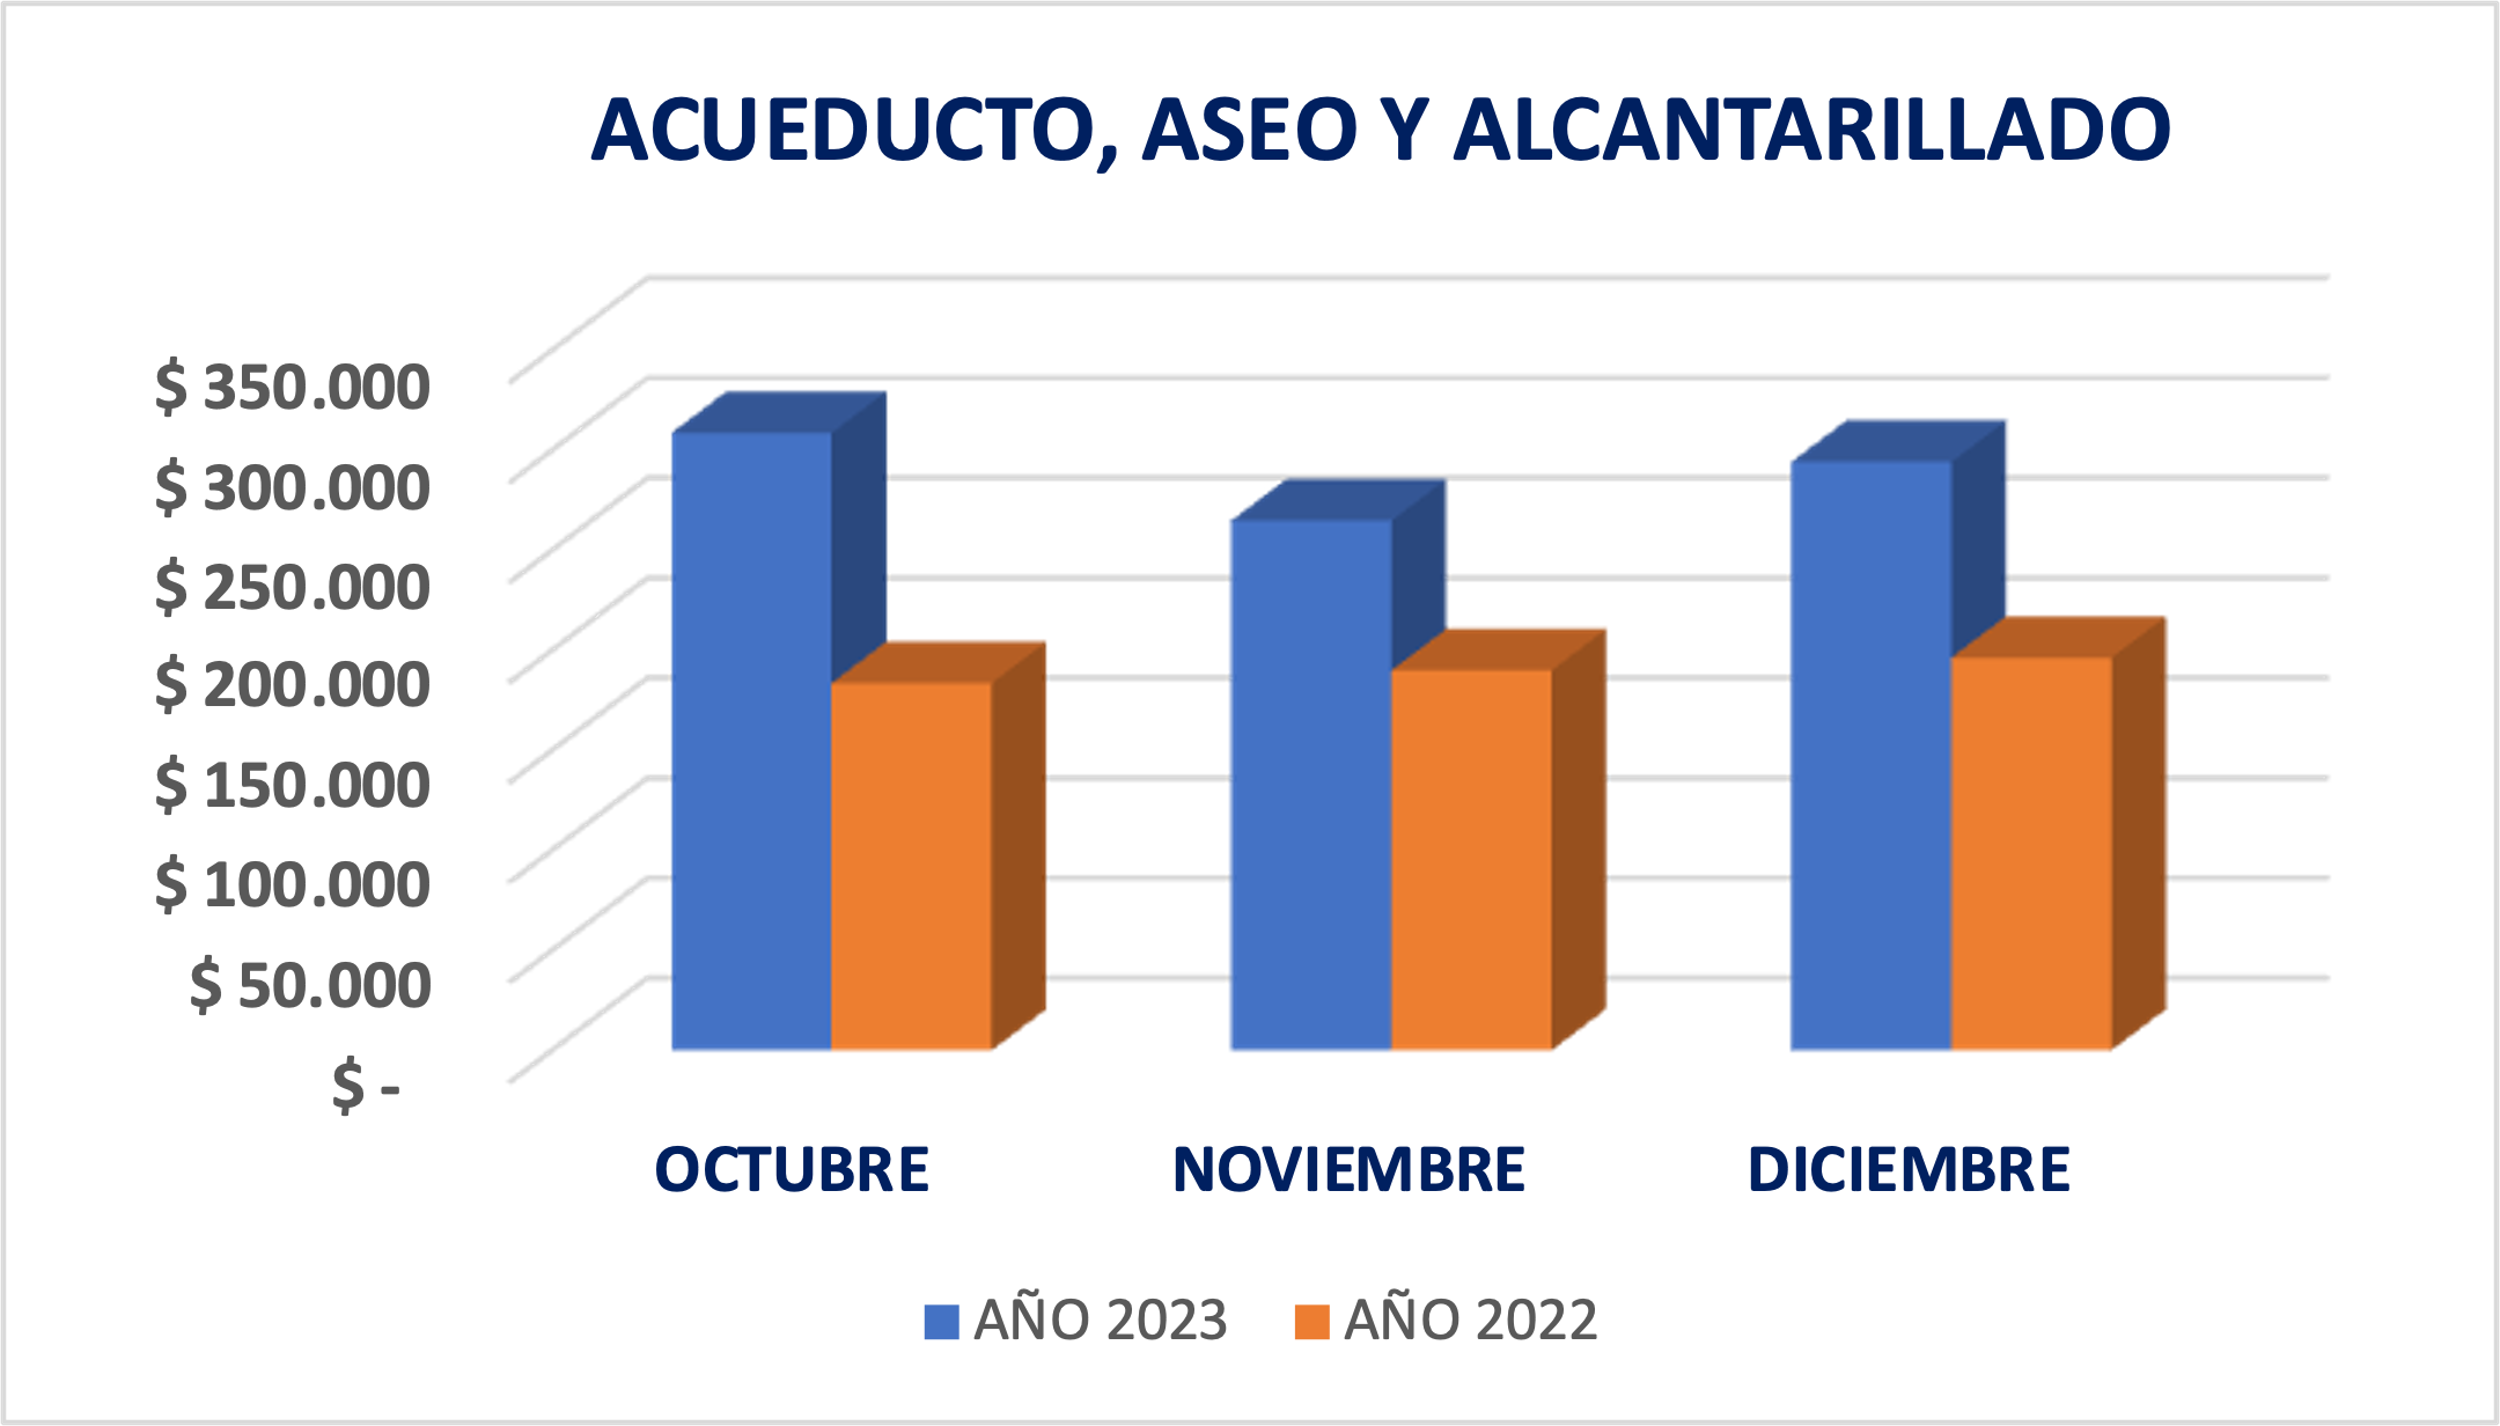 ACUEDUCTO, ASEO Y ALCANTARILLADO
$ 350.000
$ 300.000
$ 250.000
$ 200.000
$ 150.000
$ 100.000
$ 50.000
$ -
OCTUBRE NOVIEMBRE DICIEMBRE
AÑO 2023 AÑO 2022